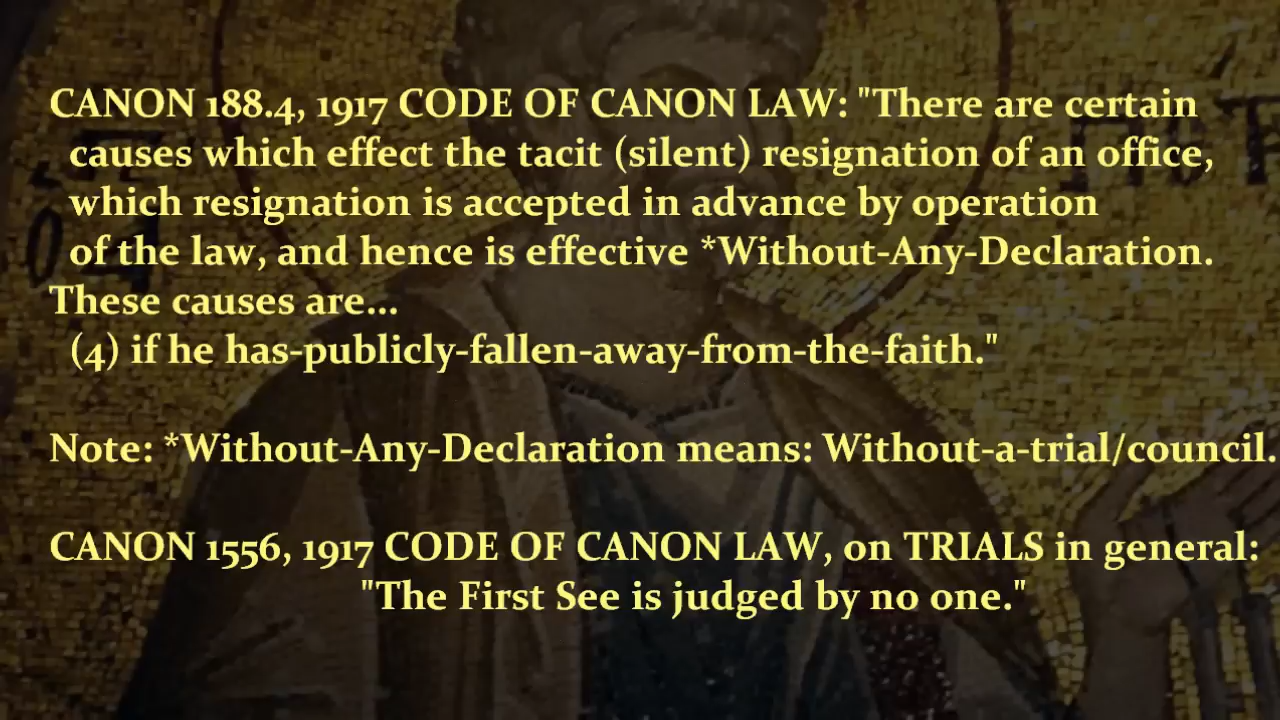 CANON 188.4, 1917 CODE OF CANON LAW: "There are certain
causes which effect the tacit (silent) resignation of an office,
which resignation is accepted in advance by operation
of the law, and hence is effective *Without-Any-Declaration.
These causes are...
(4) if he has-publicly-fallen-away-from-the-faith."
Note: *Without-Any-Declaration means: Without-a-trial/council.
CANON 1556, 1917 CODE OF CANON LAW, on TRIALS in general:
"The First See is judged by no one."